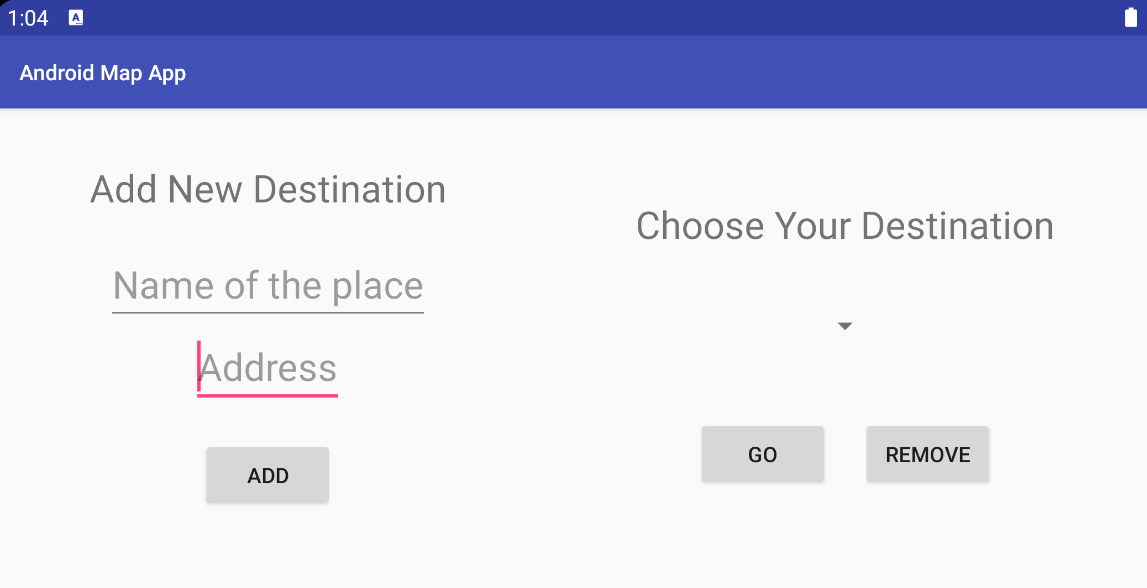 1:04
Android Map App
Add New Destination
Name of the place
Address
ADD
Choose Your Destination
GO
REMOVE